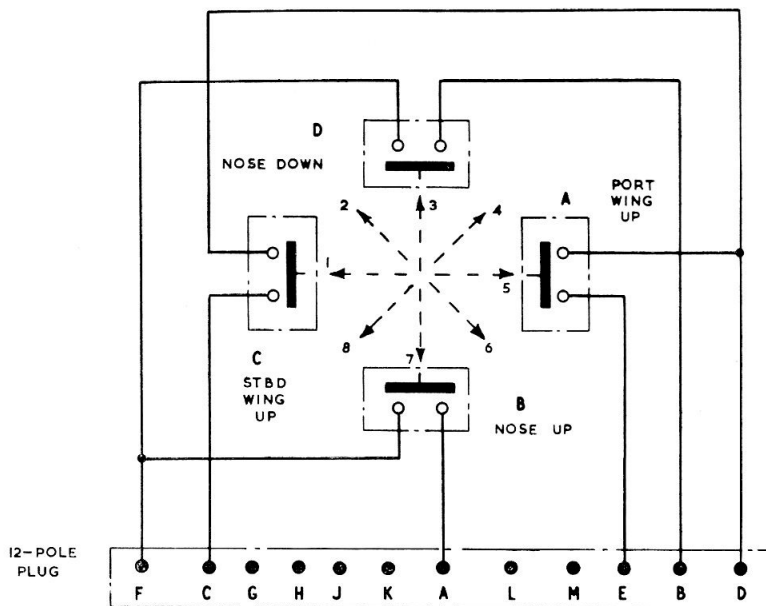 D
NOSE DOWN
A
PORT
WING
UP
2
3
4
1
5
8
7
6
C
STBD
WING
UP
B
NOSE UP
12-POLE
PLUG
F C G H J K A L M E B D